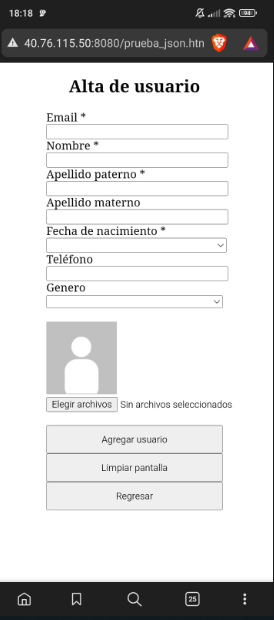 18:18
98
40.76.115.50:8080/prueba_json.htn
Alta de usuario
Email *
Nombre *
Apellido paterno *
Apellido materno
Fecha de nacimiento *
Teléfono
Genero
Elegir archivos Sin archivos seleccionados
Agregar usuario
Limpiar pantalla
Regresar
25